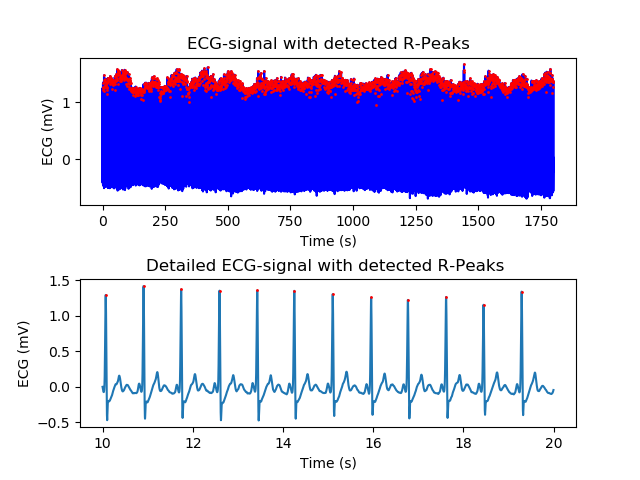 ECG-signal with detected R-Peaks
1
0
ECG (mV)
0 250 500 750 1000 1250 1500 1750
Time (s)
Detailed ECG-signal with detected R-Peaks
1.5
1.0
0.5
0.0
−0.5
ECG (mV)
10 12 14 16 18 20
Time (s)